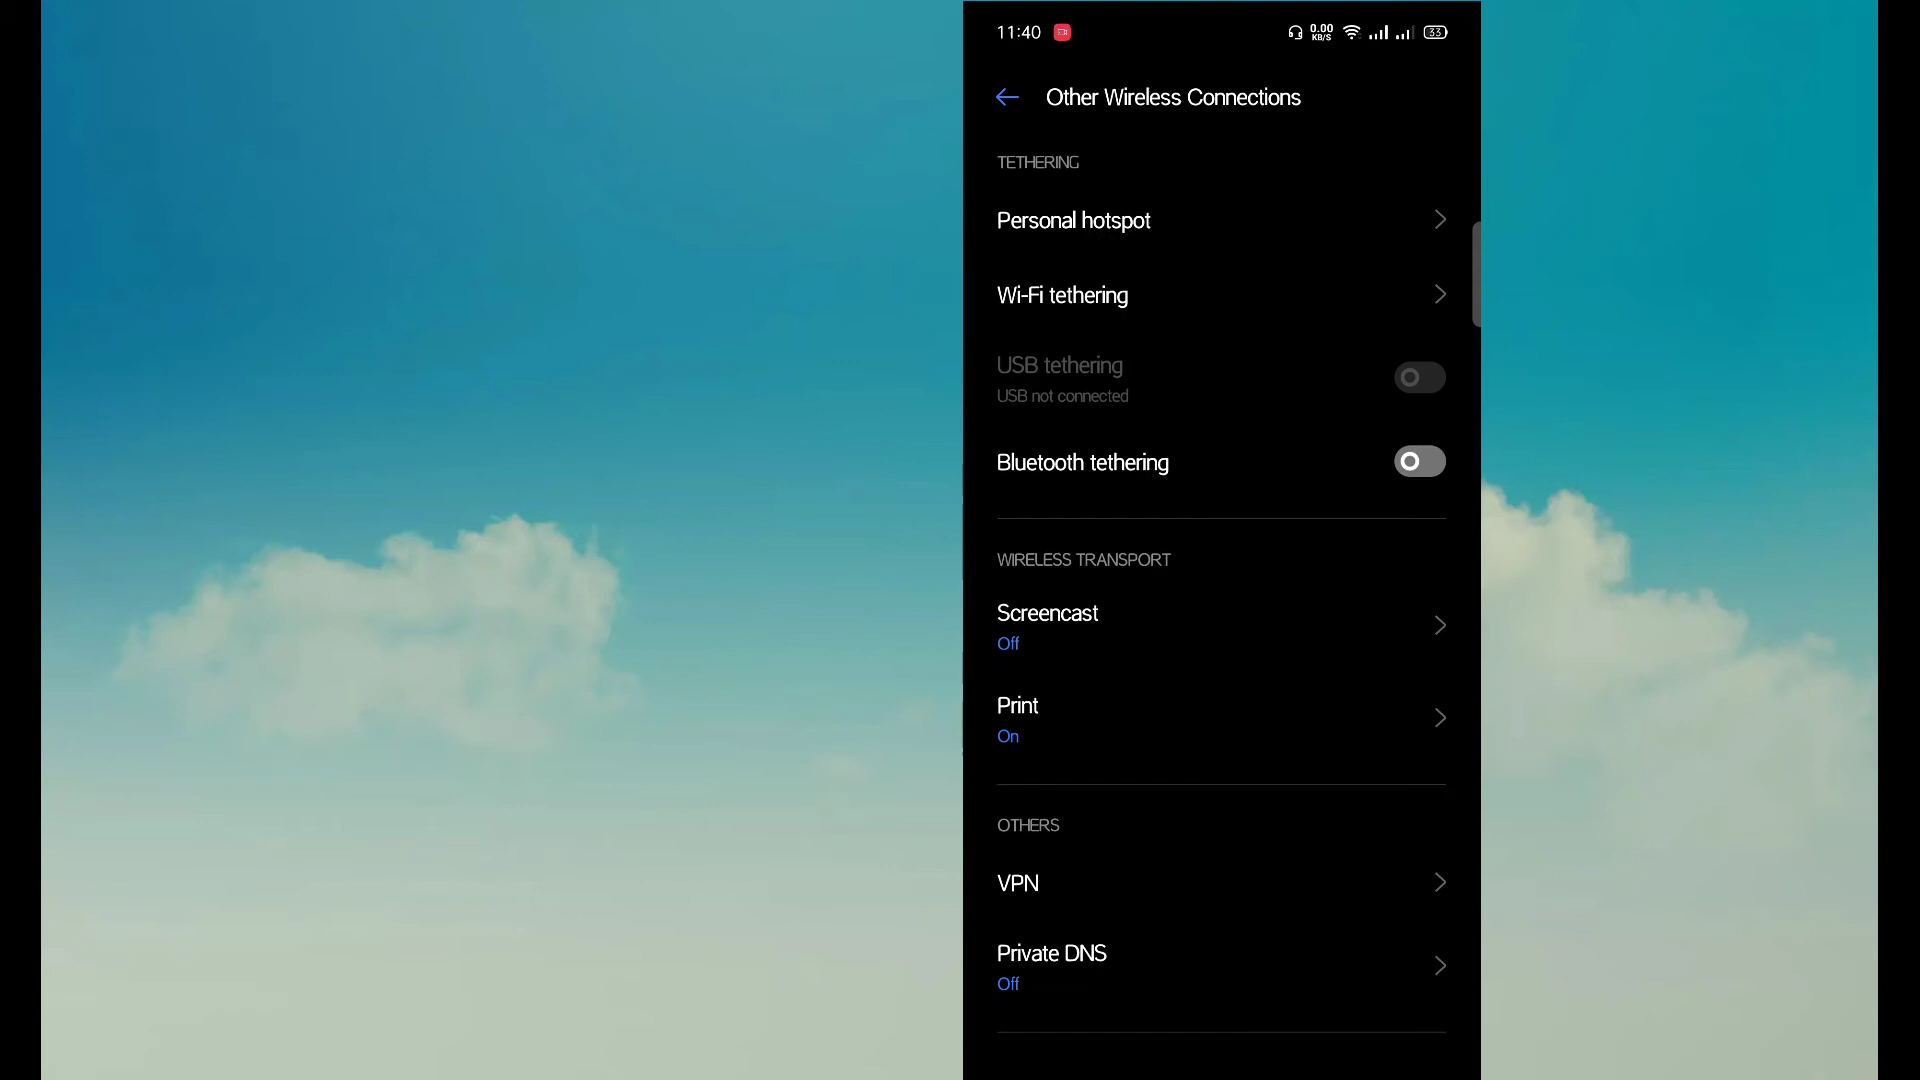 11:40
0.00
KB/S
33
Other Wireless Connections
TETHERING
Personal hotspot
Wi-Fi tethering
USB tethering
USB not connected
Bluetooth tethering
WIRELESS TRANSPORT
Screencast
Off
Print
On
OTHERS
VPN
Private DNS
Off